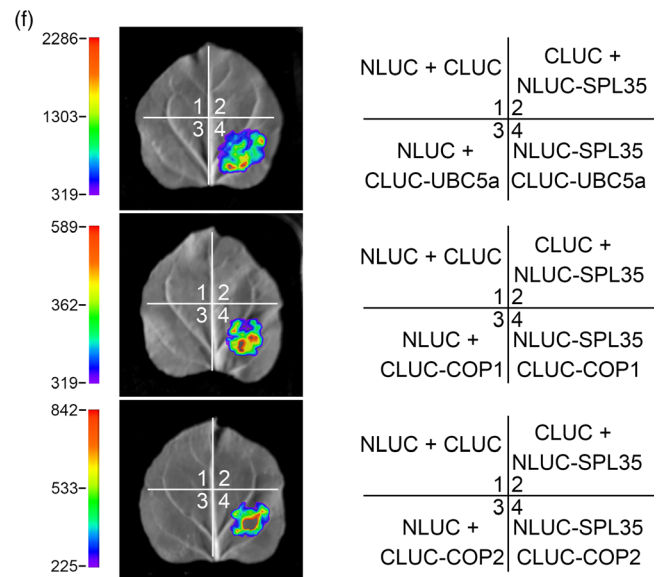 (f)
2286
1303
319
1 2
3 4
NLUC + CLUC
CLUC +
NLUC-SPL35
1 2
3 4
NLUC +
CLUC-UBC5a
NLUC-SPL35
CLUC-UBC5a
589
362
319
1 2
3 4
NLUC + CLUC
CLUC +
NLUC-SPL35
1 2
3 4
NLUC +
CLUC-COP1
NLUC-SPL35
CLUC-COP1
842
533
225
1 2
3 4
NLUC + CLUC
CLUC +
NLUC-SPL35
1 2
3 4
NLUC +
CLUC-COP2
NLUC-SPL35
CLUC-COP2